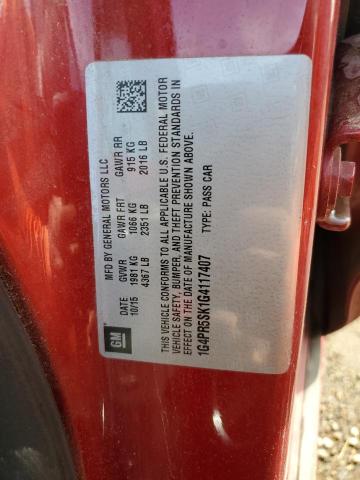 MFD BY GENERAL MOTORS LLC
DATE GVWR GAWR FRT GAWR RR
10/15 1981 KG 1066 KG 915 KG
4367 LB 2351 LB 2016 LB
THIS VEHICLE CONFORMS TO ALL APPLICABLE U.S. FEDERAL MOTOR
VEHICLE SAFETY, BUMPER, AND THEFT PREVENTION STANDARDS IN
EFFECT ON THE DATE OF MANUFACTURE SHOWN ABOVE.
1G4PR5SK1G4117407 TYPE: PASS CAR
GM